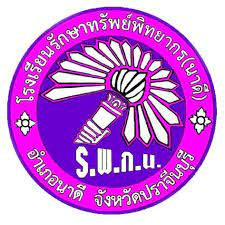 โรงเรียนรักษาทรัพย์พิทยากร(นาดี)
ร.พ.ก.น.
อำเภอนาดี จังหวัดปราจีนบุรี